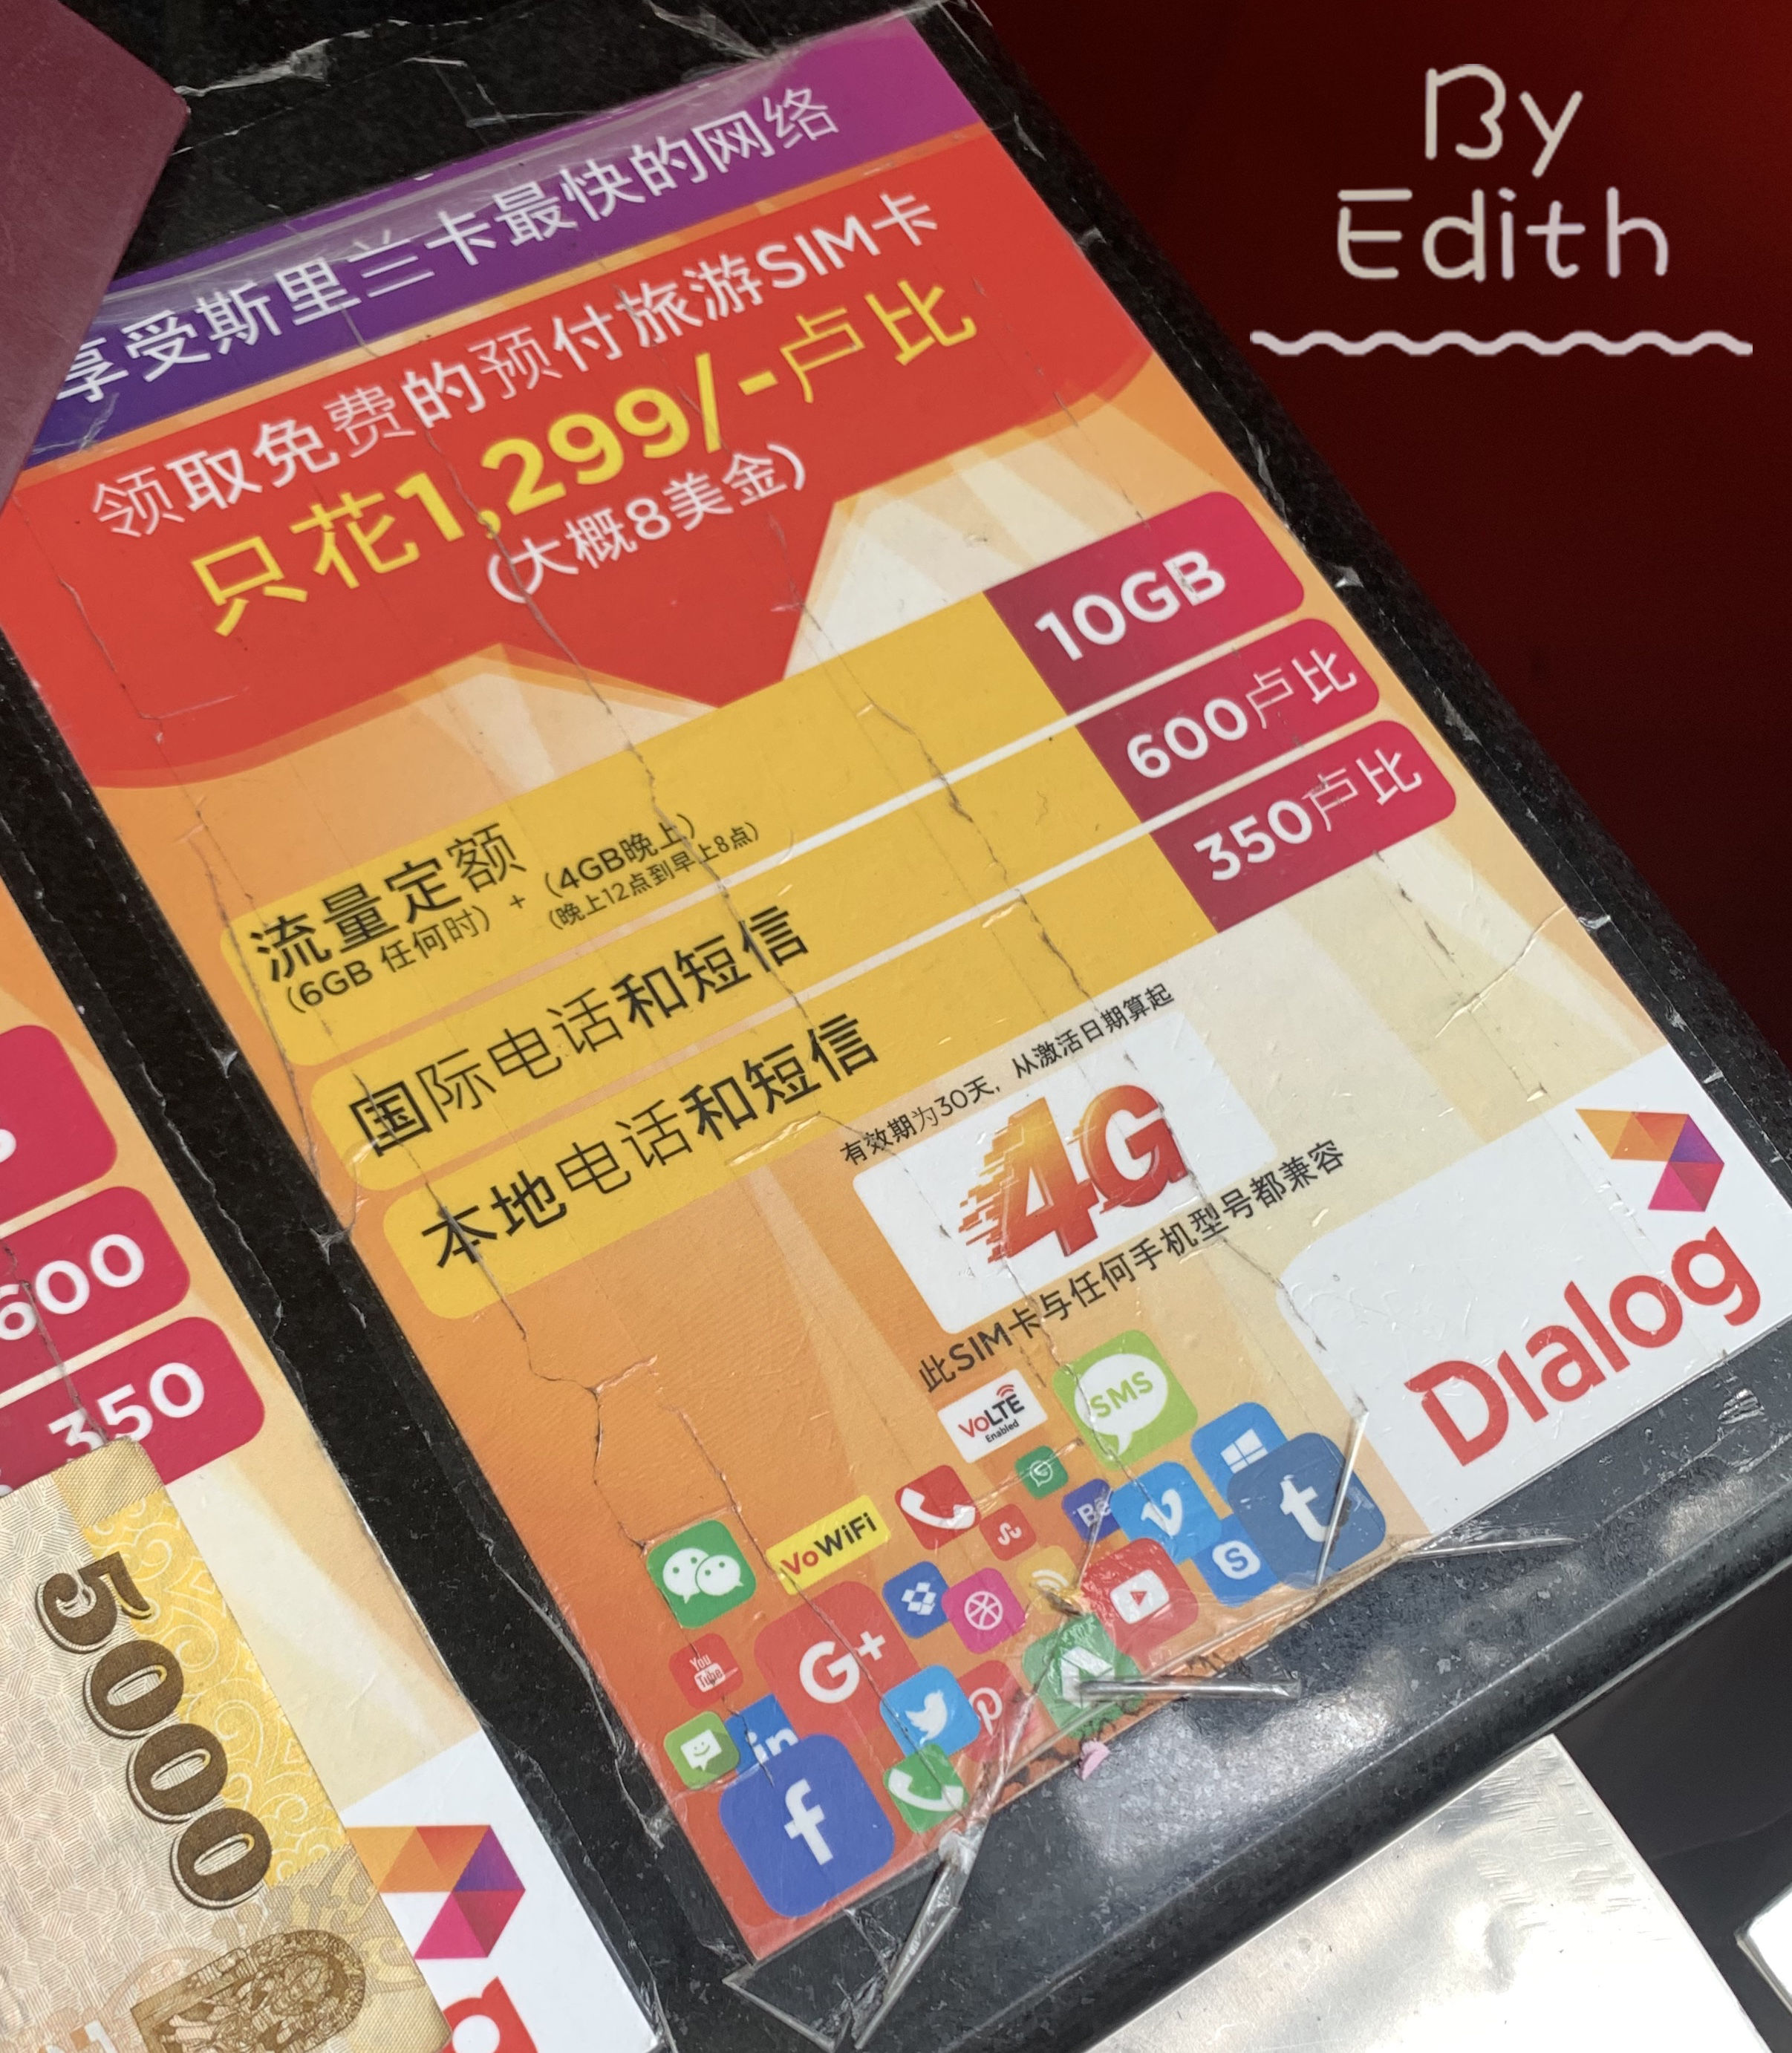 By
Edith
享受斯里兰卡最快的网络
领取免费的预付旅游SIM卡
只花1,299/-卢比
(大概8美金)
流量定额
(6GB 任何时) + (4GB晚上)
(晚上12点到早上8点)
10GB
国际电话和短信
600卢比
本地电话和短信
350卢比
有效期为30天，从激活日期算起
4G
此SIM卡与任何手机型号都兼容
Dialog
VoLTE
Enabled
SMS
VoWiFi
Bē
t
S
You
Tube
G+
in
f
600
350
5000